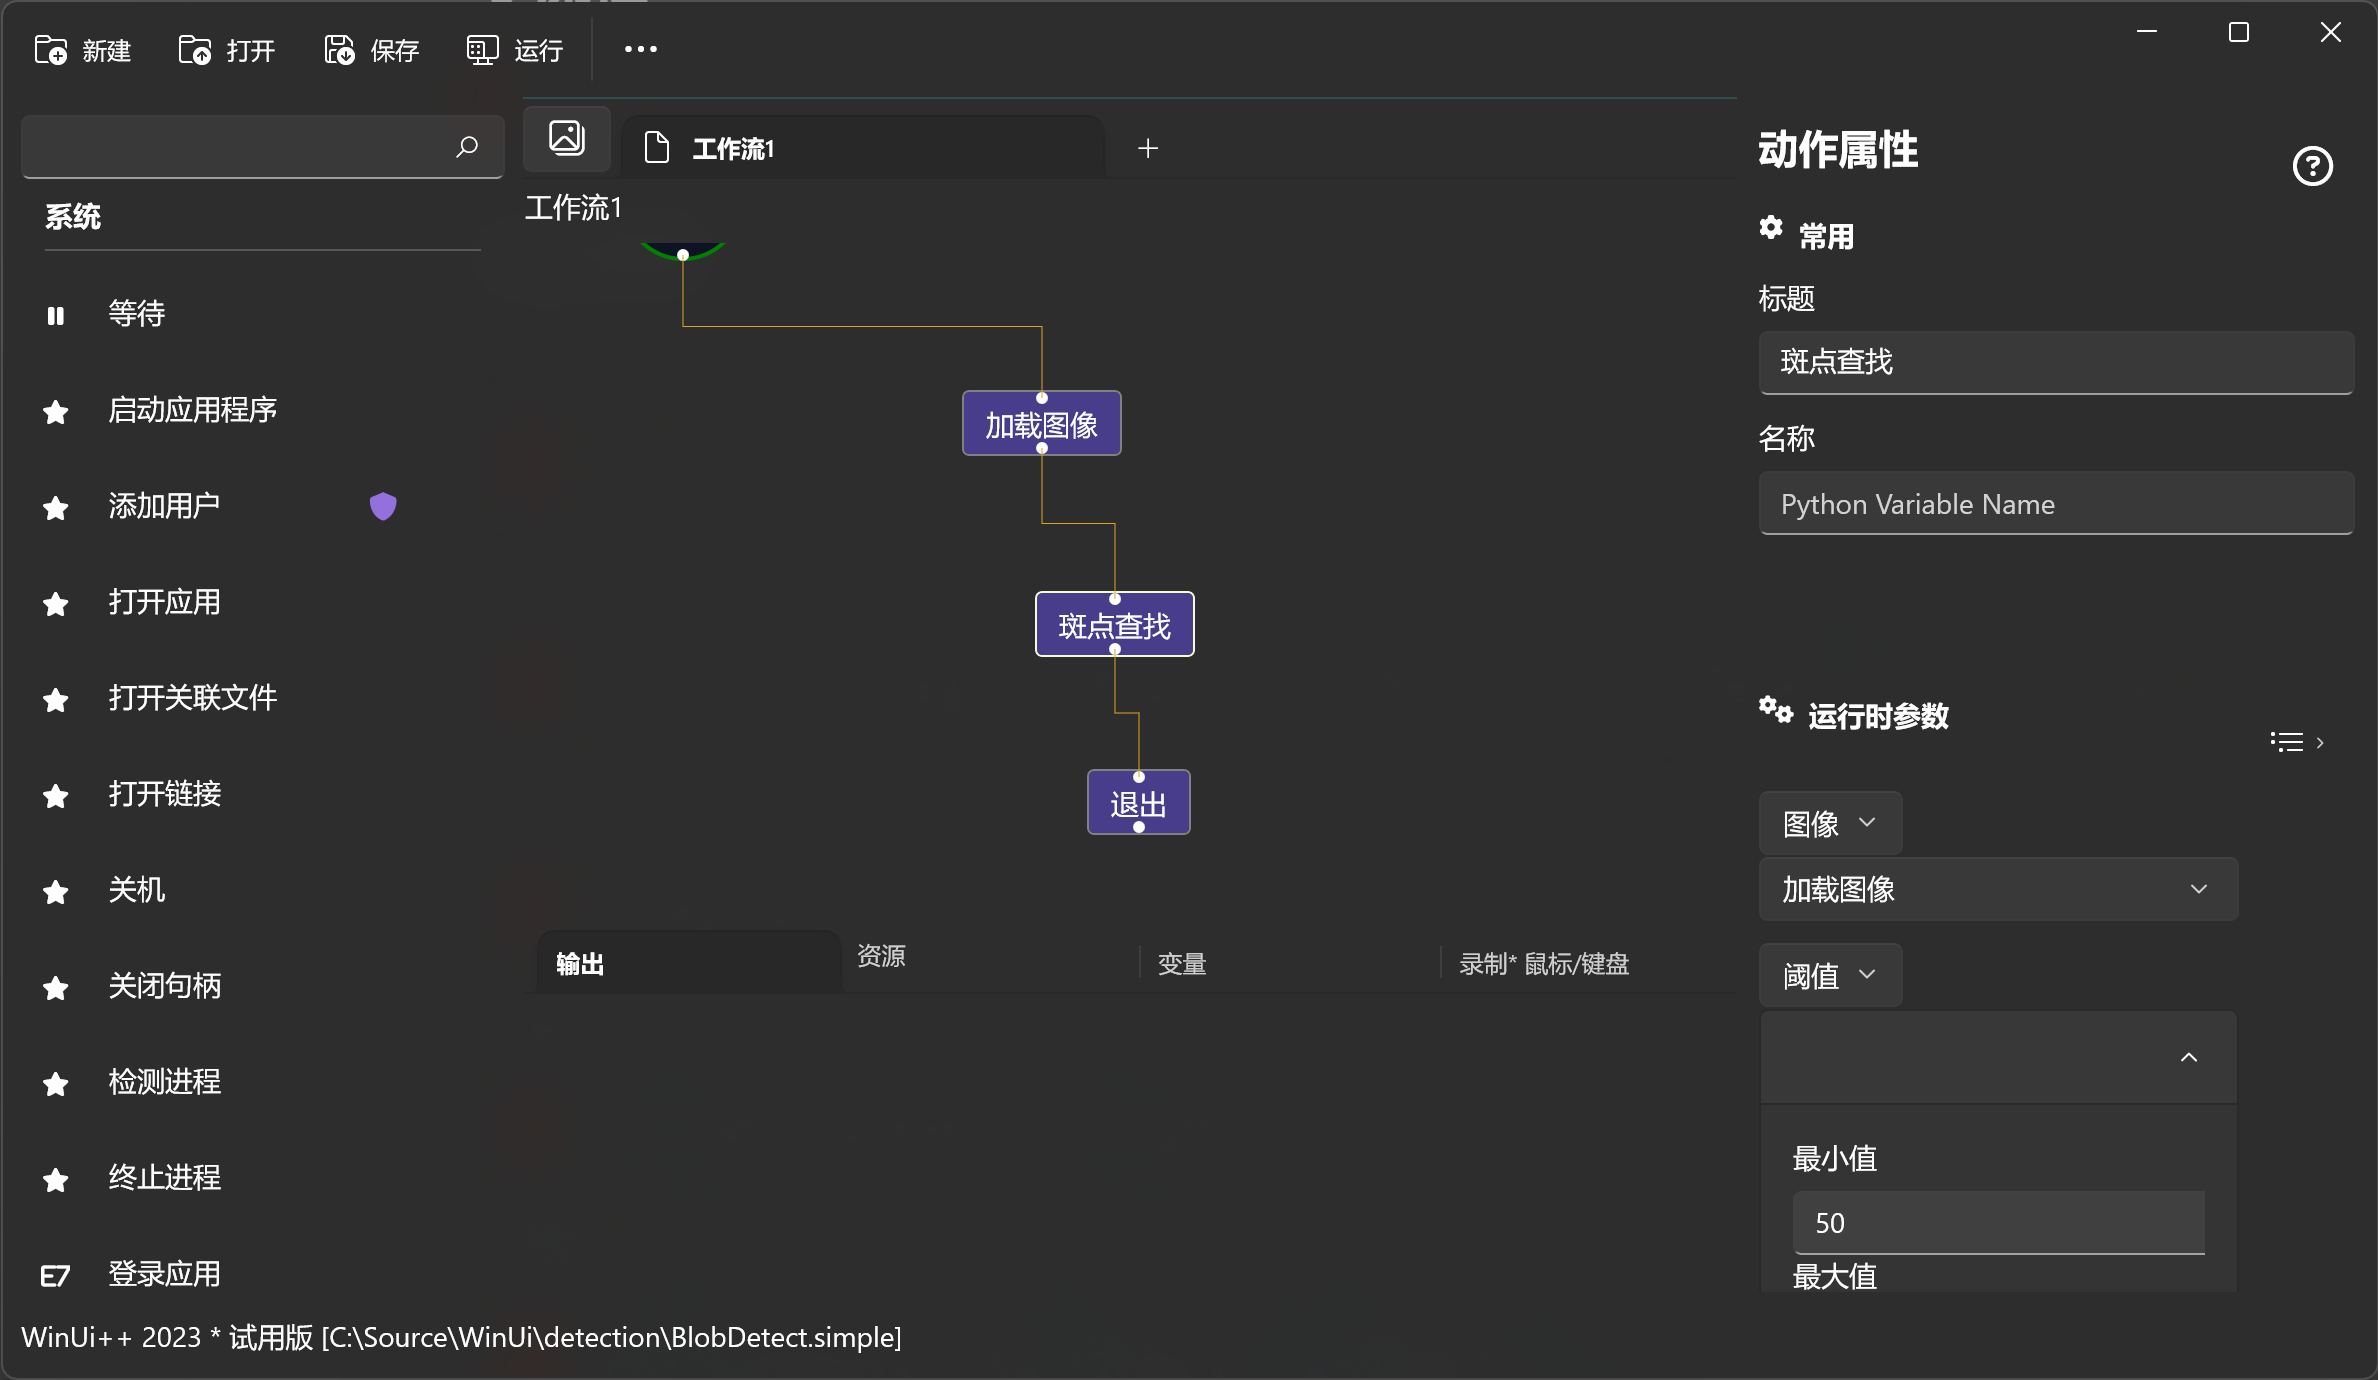 新建
打开
保存
运行
系统
等待
启动应用程序
添加用户
打开应用
打开关联文件
打开链接
关机
关闭句柄
检测进程
终止进程
登录应用
工作流1
工作流1
加载图像
斑点查找
退出
输出
资源
变量
录制* 鼠标/键盘
动作属性
常用
标题
斑点查找
名称
Python Variable Name
运行时参数
图像
加载图像
阈值
最小值
50
最大值
WinUi++ 2023 * 试用版 [C:\Source\WinUi\detection\BlobDetect.simple]